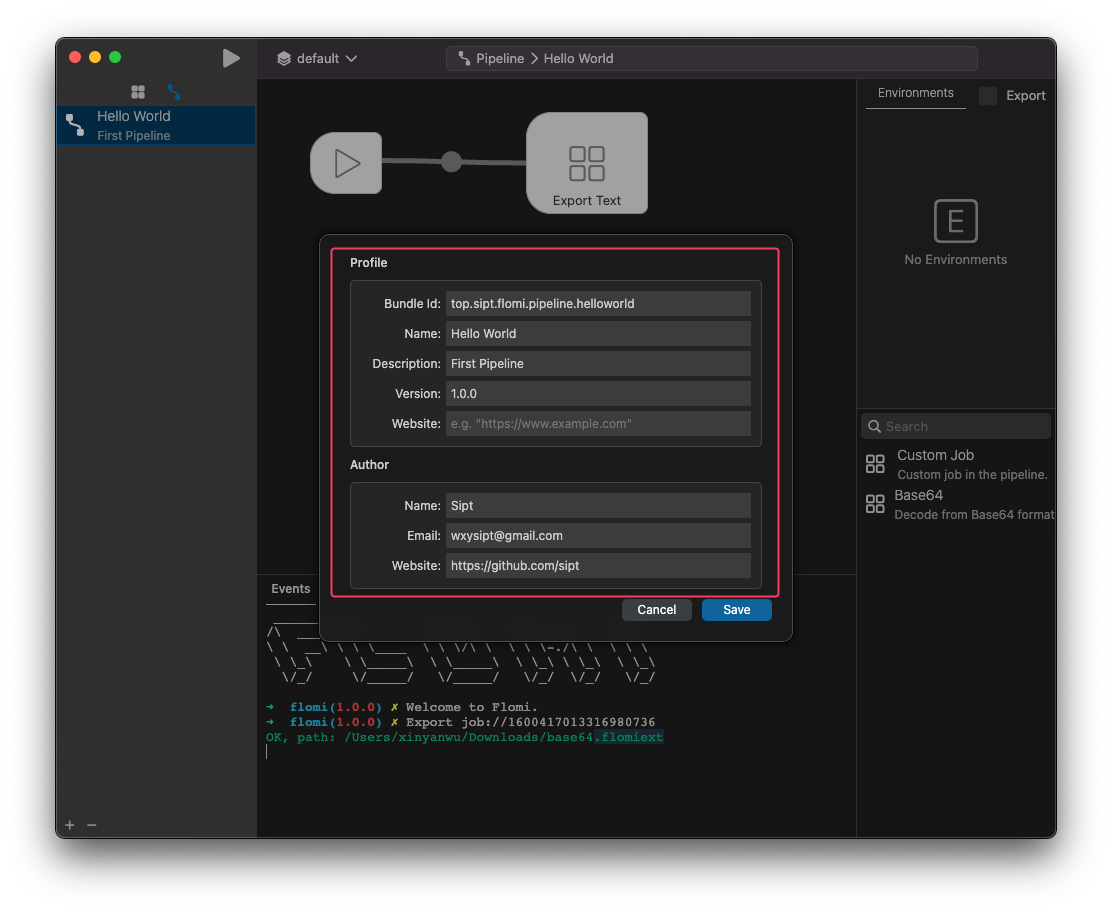 default
Pipeline > Hello World
Hello World
First Pipeline
Environments
Export
Export Text
E
No Environments
Profile
Bundle Id: top.sipt.flomi.pipeline.helloworld
Name: Hello World
Description: First Pipeline
Version: 1.0.0
Website: e.g. "https://www.example.com"
Author
Name: Sipt
Email: wxysipt@gmail.com
Website: https://github.com/sipt
Cancel
Save
Search
Custom Job
Custom job in the pipeline.
Base64
Decode from Base64 format
Events
➜ flomi(1.0.0) ✗ Welcome to Flomi.
➜ flomi(1.0.0) ✗ Export job://1600417013316980736
OK, path: /Users/xinyanwu/Downloads/base64.flomiext
+ −